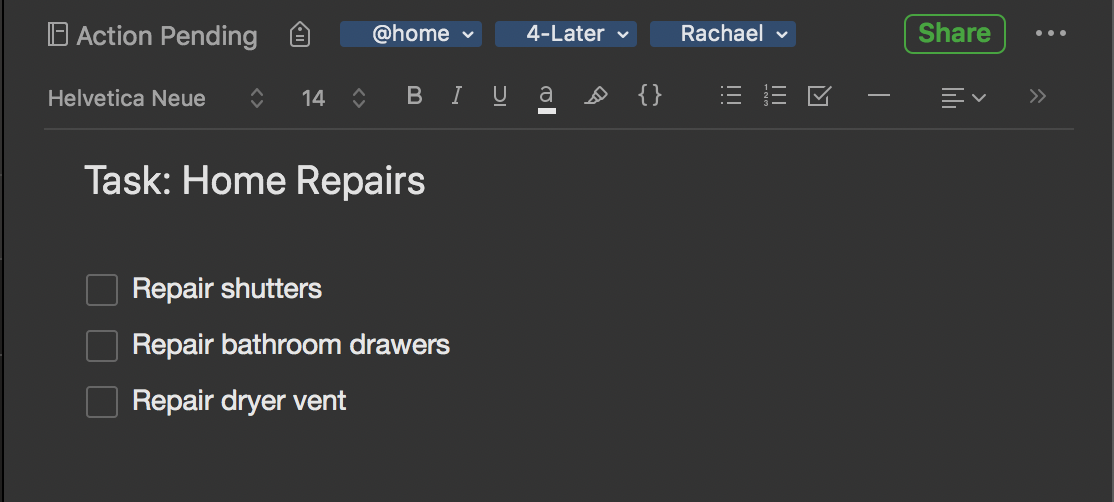 Action Pending @home 4-Later Rachael Share
Helvetica Neue 14 B I U a {}
Task: Home Repairs
Repair shutters
Repair bathroom drawers
Repair dryer vent